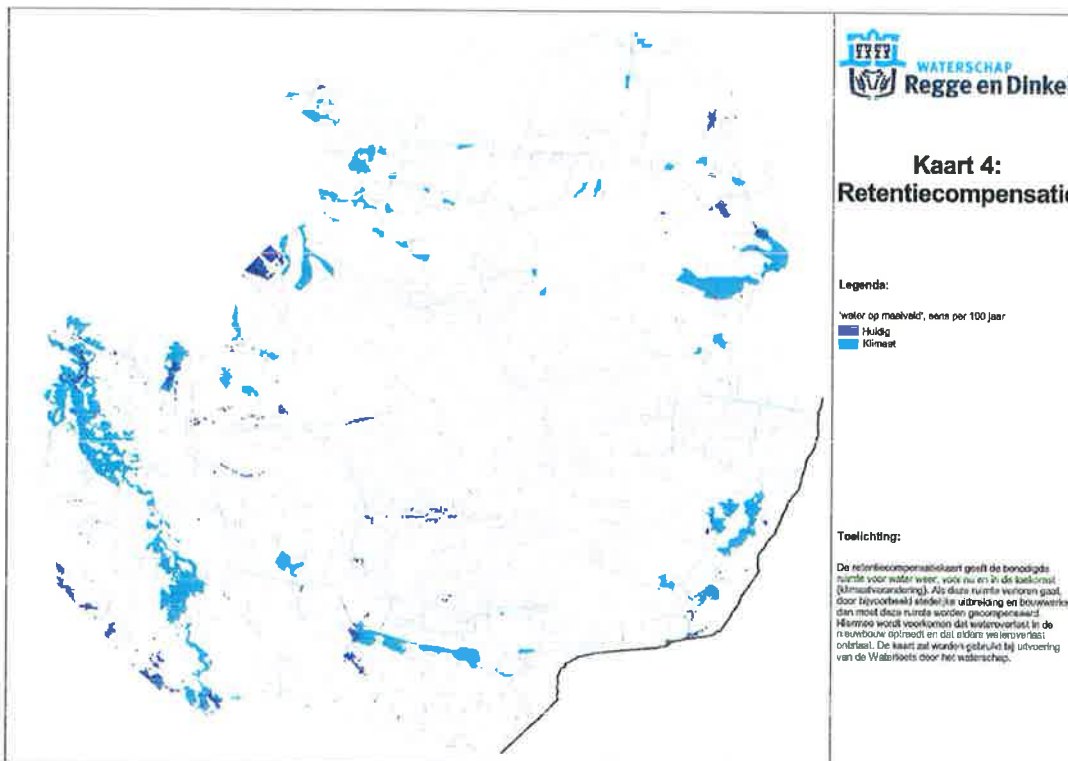 WATERSCHAP
Regge en Dinkel
Kaart 4:
Retentiecompensatie
Legenda:
'water op maaiveld', eens per 100 jaar
Huidig
Klimaat
Toelichting:
De retentiecompensatiekaart geeft de benodigde
ruimte voor water weer, voor nu en in de toekomst
(klimaatverandering). Als deze ruimte verloren gaat,
door bijvoorbeeld stedelijke uitbreiding en bouwwerken
dan moet deze ruimte worden gecompenseerd.
Hiermee wordt voorkomen dat wateroverlast in de
nieuwbouw optreedt en dat elders wateroverlast
ontstaat. De kaart zal worden gebruikt bij uitvoering
van de Watertoets door het waterschap.